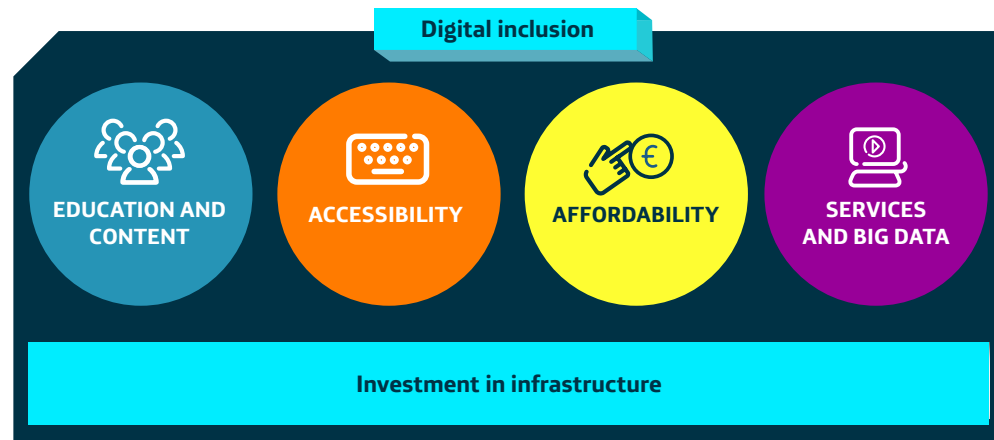 Digital inclusion
EDUCATION AND
CONTENT
ACCESSIBILITY
€
AFFORDABILITY
SERVICES
AND BIG DATA
Investment in infrastructure